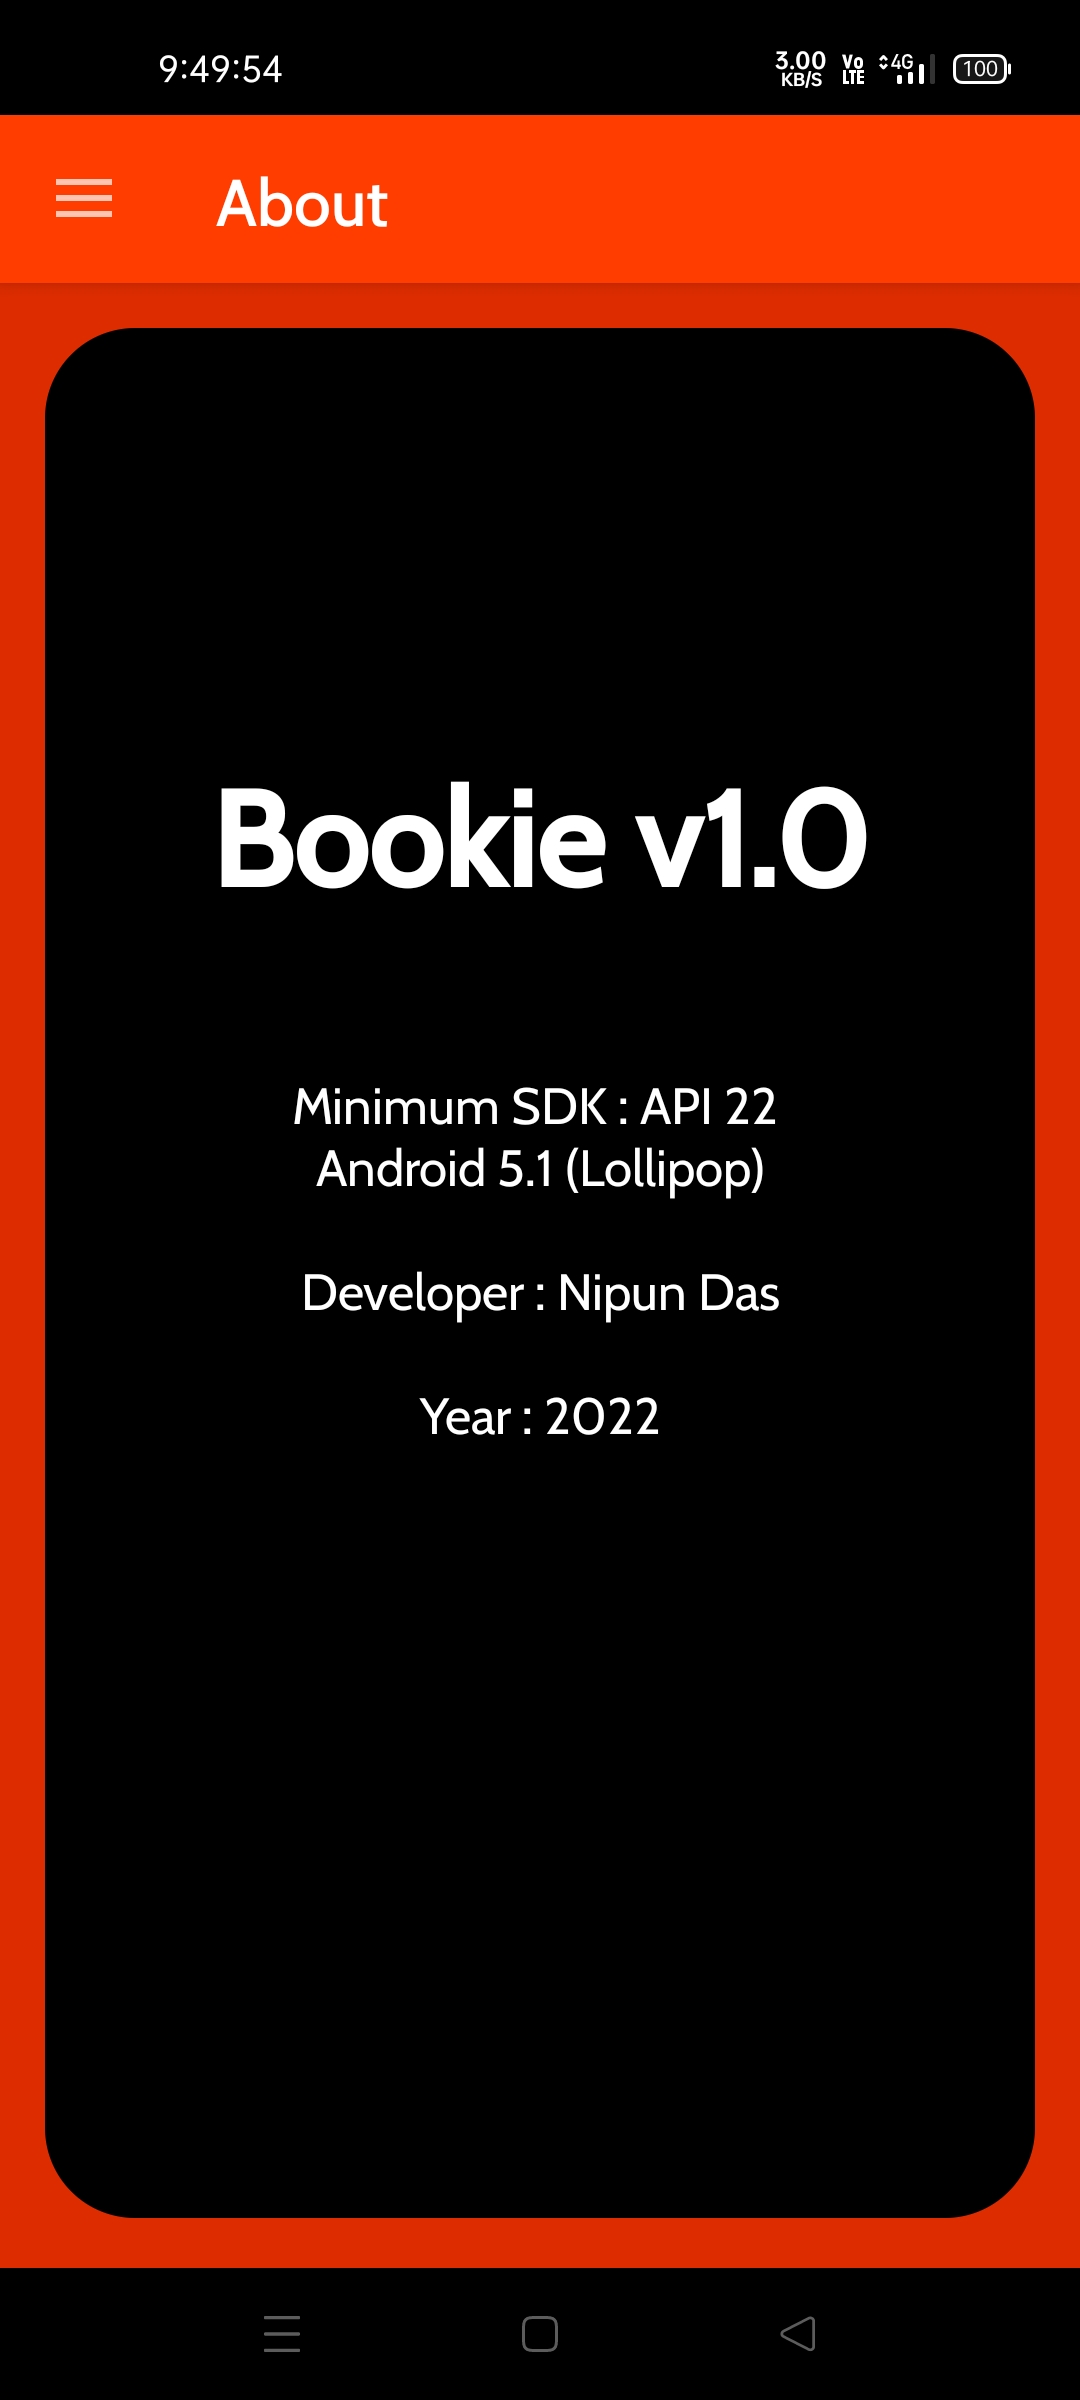 9:49:54
3.00
KB/S
Vo
LTE
4G
100
About
Bookie v1.0
Minimum SDK : API 22
Android 5.1 (Lollipop)
Developer : Nipun Das
Year : 2022